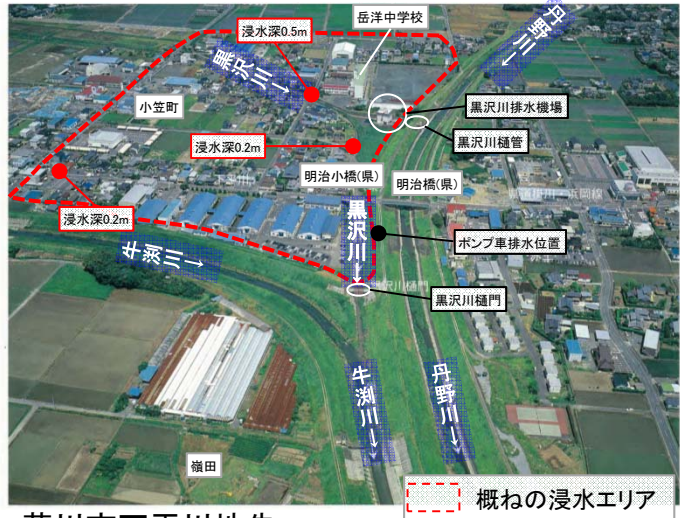 浸水深0.5m
岳洋中学校
丹野川→
黒沢川→
小笠町
黒沢川排水機場
浸水深0.2m
黒沢川樋管
明治小橋(県)
明治橋(県)
浸水深0.2m
黒沢川→
ポンプ車排水位置
牛渕川→
黒沢川樋門
牛渕川→
丹野川→
嶺田
概ねの浸水エリア